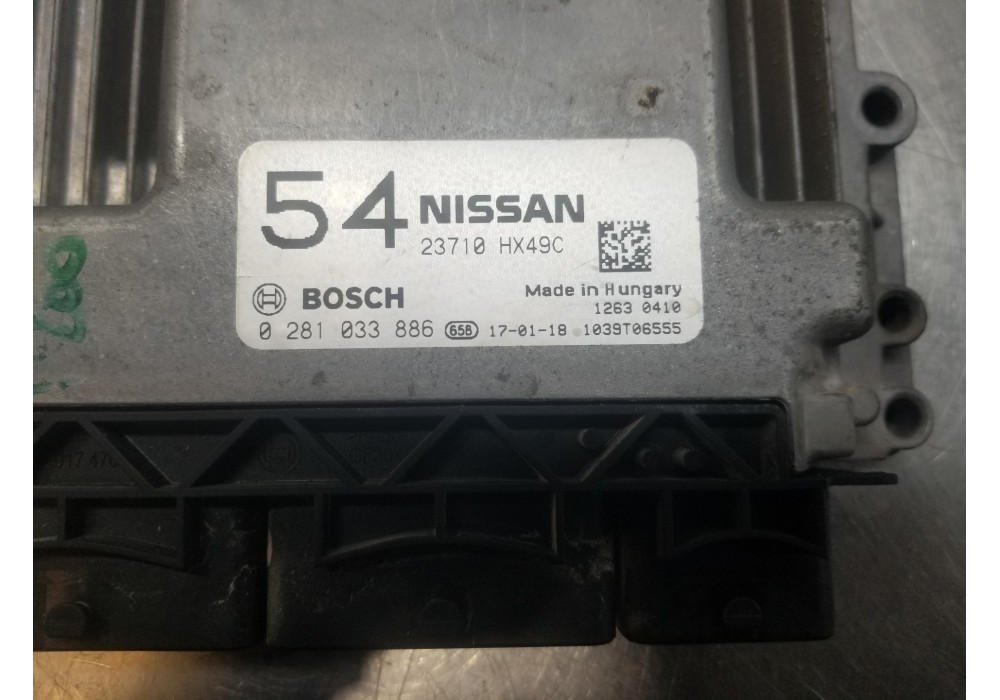 54 NISSAN
23710 HX49C
BOSCH
Made in Hungary
1263 0410
0 281 033 886 658 17-01-18 1039T06555